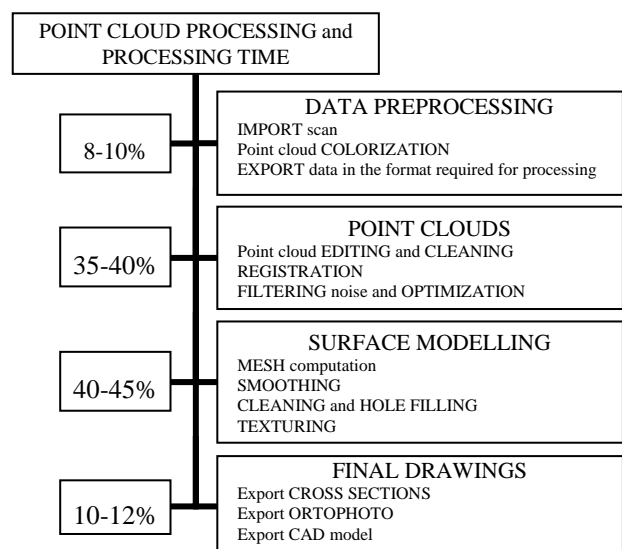 POINT CLOUD PROCESSING and
PROCESSING TIME
8-10%
DATA PREPROCESSING
IMPORT scan
Point cloud COLORIZATION
EXPORT data in the format required for processing
35-40%
POINT CLOUDS
Point cloud EDITING and CLEANING
REGISTRATION
FILTERING noise and OPTIMIZATION
40-45%
SURFACE MODELLING
MESH computation
SMOOTHING
CLEANING and HOLE FILLING
TEXTURING
10-12%
FINAL DRAWINGS
Export CROSS SECTIONS
Export ORTOPHOTO
Export CAD model